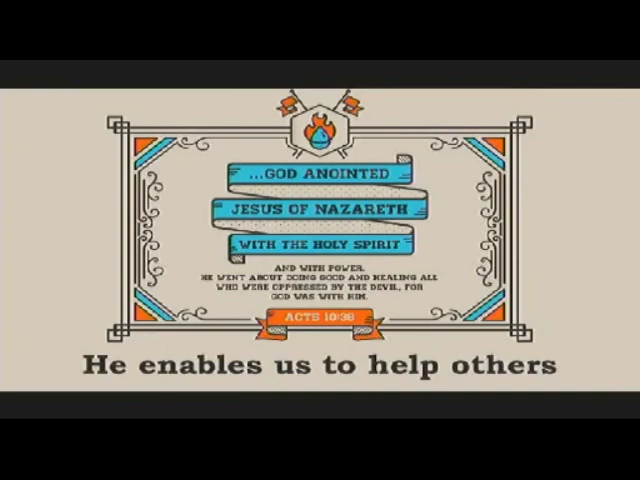 ...GOD ANOINTED
JESUS OF NAZARETH
WITH THE HOLY SPIRIT
AND WITH POWER.
HE WENT ABOUT DOING GOOD AND HEALING ALL
WHO WERE OPPRESSED BY THE DEVIL, FOR
GOD WAS WITH HIM.
ACTS 10:38
He enables us to help others